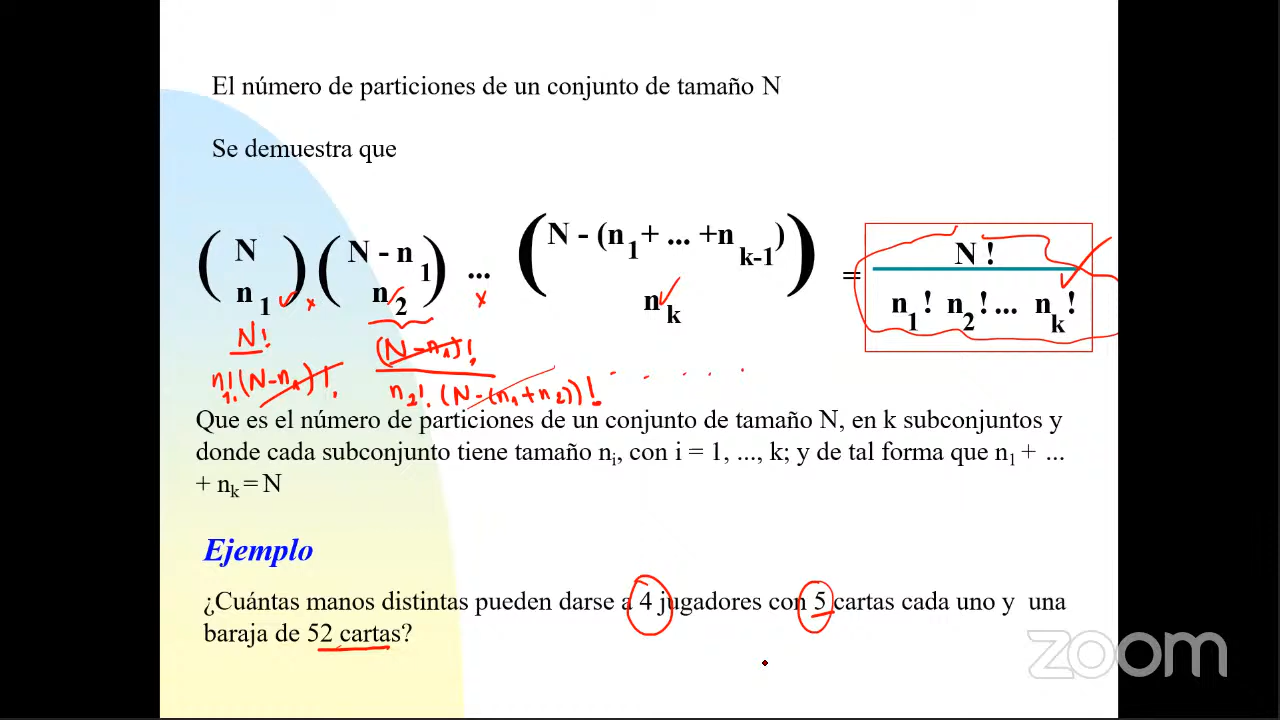 El número de particiones de un conjunto de tamaño N
Se demuestra que
( N n₁ ) ( N - n₁ n₂ ) ... ( N - (n₁ + ... + n k-1 ) n k ) = N ! / n₁ ! n₂ ! ... n k !
N! / n₁! (N-n₁)! (N-n₁)! / n₂! (N-(n₁+n₂))! . . . . .
Que es el número de particiones de un conjunto de tamaño N, en k subconjuntos y
donde cada subconjunto tiene tamaño nᵢ, con i = 1, ..., k; y de tal forma que n₁ + ...
+ nₖ = N
Ejemplo
¿Cuántas manos distintas pueden darse a 4 jugadores con 5 cartas cada uno y una
baraja de 52 cartas?
zoom